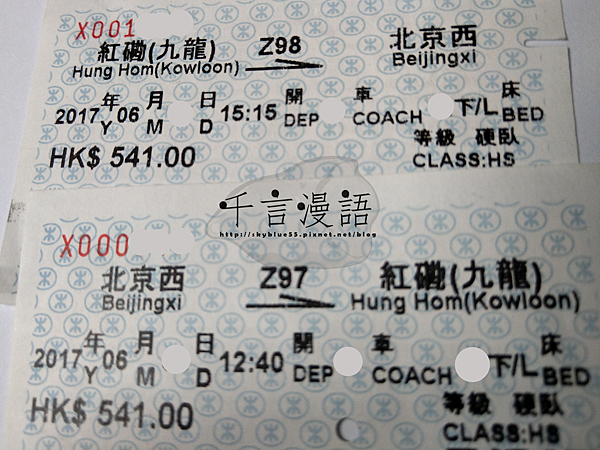 X001
紅磡(九龍) Z98 北京西
Hung Hom(Kowloon) Beijingxi
2017 年 06 月 日 15:15 開 車 下/L 床
Y M D DEP COACH BED
HK$ 541.00 等級 硬臥
CLASS:HS
千言漫語
http://skyblue55.pixnet.net/blog
X000
北京西 Z97 紅磡(九龍)
Beijingxi Hung Hom(Kowloon)
2017 年 06 月 日 12:40 開 車 下/L 床
Y M D DEP COACH BED
HK$ 541.00 等級 硬臥
CLASS:HS